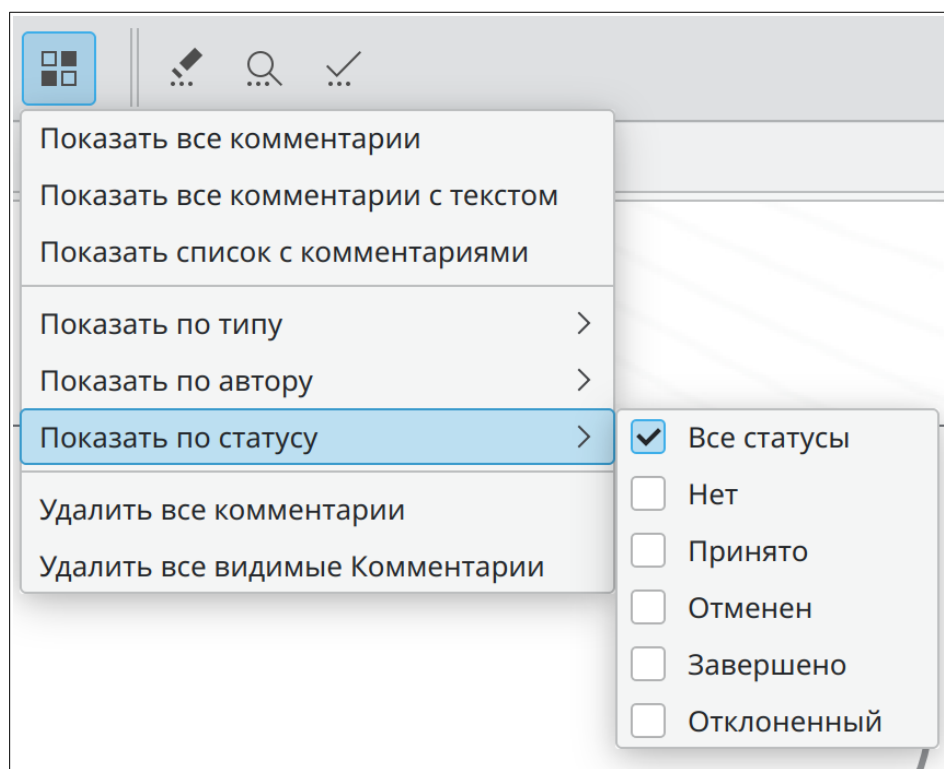 Показать все комментарии
Показать все комментарии с текстом
Показать список с комментариями
Показать по типу
Показать по автору
Показать по статусу
Удалить все комментарии
Удалить все видимые Комментарии
Все статусы
Нет
Принято
Отменен
Завершено
Отклоненный